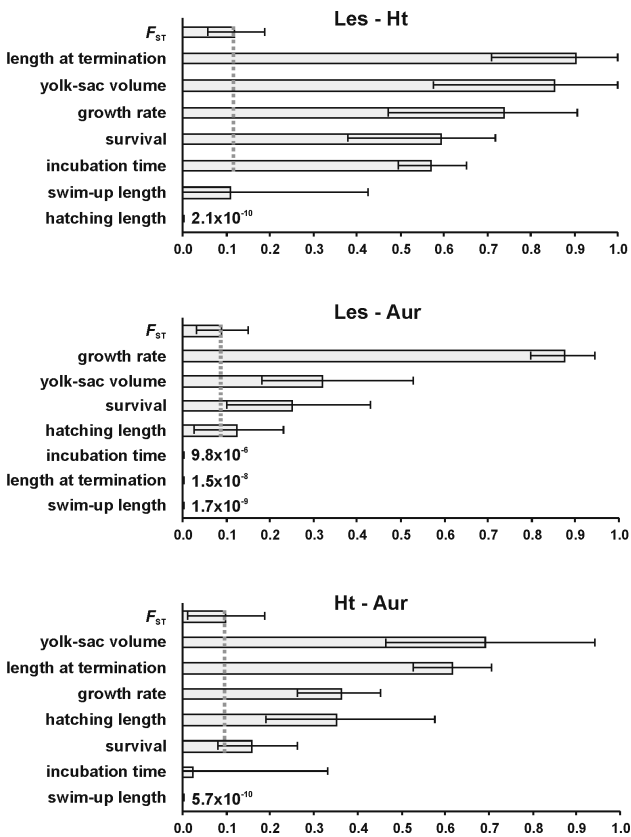 Les - Ht
FST
length at termination
yolk-sac volume
growth rate
survival
incubation time
swim-up length
hatching length 2.1x10-10
0.0 0.1 0.2 0.3 0.4 0.5 0.6 0.7 0.8 0.9 1.0
Les - Aur
FST
growth rate
yolk-sac volume
survival
hatching length
incubation time 9.8x10-6
length at termination 1.5x10-8
swim-up length 1.7x10-9
0.0 0.1 0.2 0.3 0.4 0.5 0.6 0.7 0.8 0.9 1.0
Ht - Aur
FST
yolk-sac volume
length at termination
growth rate
hatching length
survival
incubation time
swim-up length 5.7x10-10
0.0 0.1 0.2 0.3 0.4 0.5 0.6 0.7 0.8 0.9 1.0